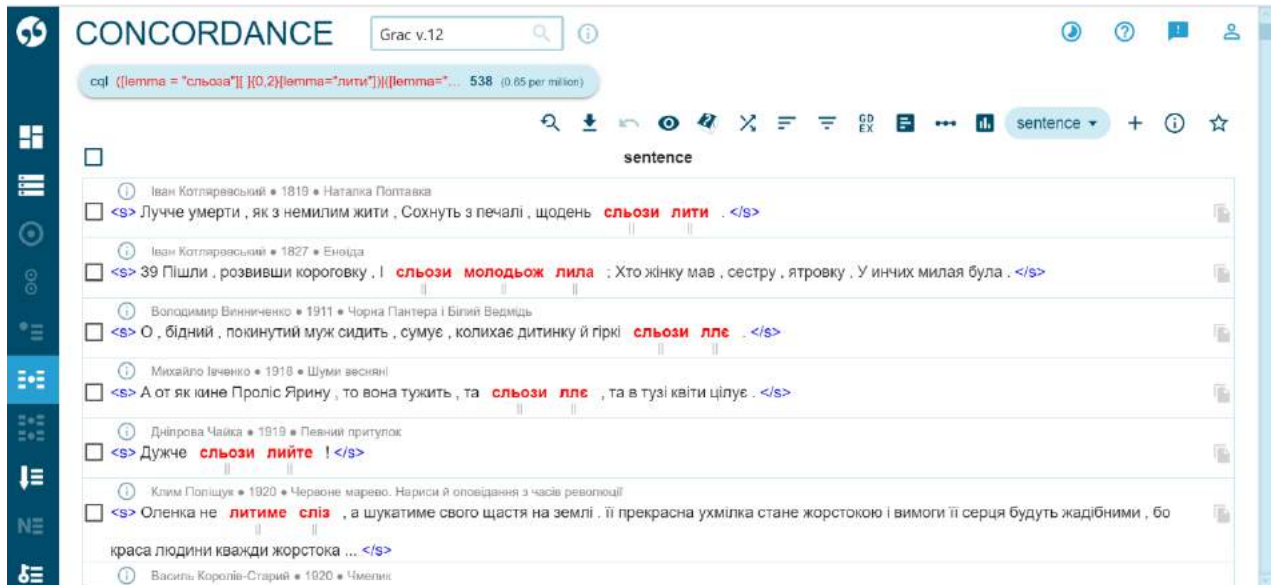 CONCORDANCE
Grac v.12
cql ([lemma = "сльоза"][ ]{0,2}[lemma="лити"])|([lemma="... 538 (0.65 per million)
GD
EX
sentence
sentence
Іван Котляревський ● 1819 ● Наталка Полтавка
<s> Лучче умерти , як з немилим жити , Сохнуть з печалі , щодень сльози лити . </s>
Іван Котляревський ● 1827 ● Енеїда
<s> 39 Пішли , розвивши короговку , І сльози молодьож лила ; Хто жінку мав , сестру , ятровку , У инчих милая була . </s>
Володимир Винниченко ● 1911 ● Чорна Пантера і Білий Ведмідь
<s> О , бідний , покинутий муж сидить , сумує , колихає дитинку й гіркі сльози ллє . </s>
Михайло Івченко ● 1918 ● Шуми весняні
<s> А от як кине Проліс Ярину , то вона тужить , та сльози ллє , та в тузі квіти цілує . </s>
Дніпрова Чайка ● 1919 ● Певний притулок
<s> Дужче сльози лийте ! </s>
Клим Поліщук ● 1920 ● Червоне марево. Нариси й оповідання з часів революції
<s> Оленка не литиме сліз , а шукатиме свого щастя на землі . її прекрасна ухмілка стане жорстокою і вимоги її серця будуть жадібними , бо
краса людини кважди жорстока ... </s>
Василь Королів-Старий ● 1920 ● Чмелик